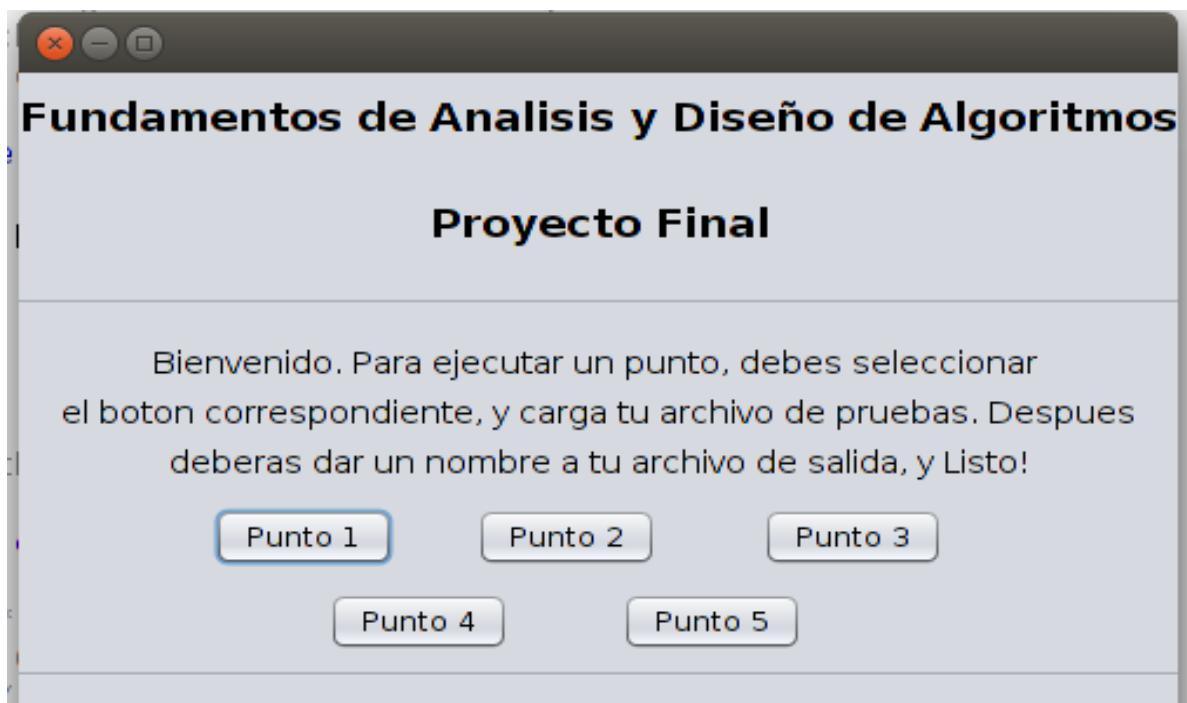 Fundamentos de Analisis y Diseño de Algoritmos
Proyecto Final
Bienvenido. Para ejecutar un punto, debes seleccionar
el boton correspondiente, y carga tu archivo de pruebas. Despues
deberas dar un nombre a tu archivo de salida, y Listo!
Punto 1 Punto 2 Punto 3
Punto 4 Punto 5